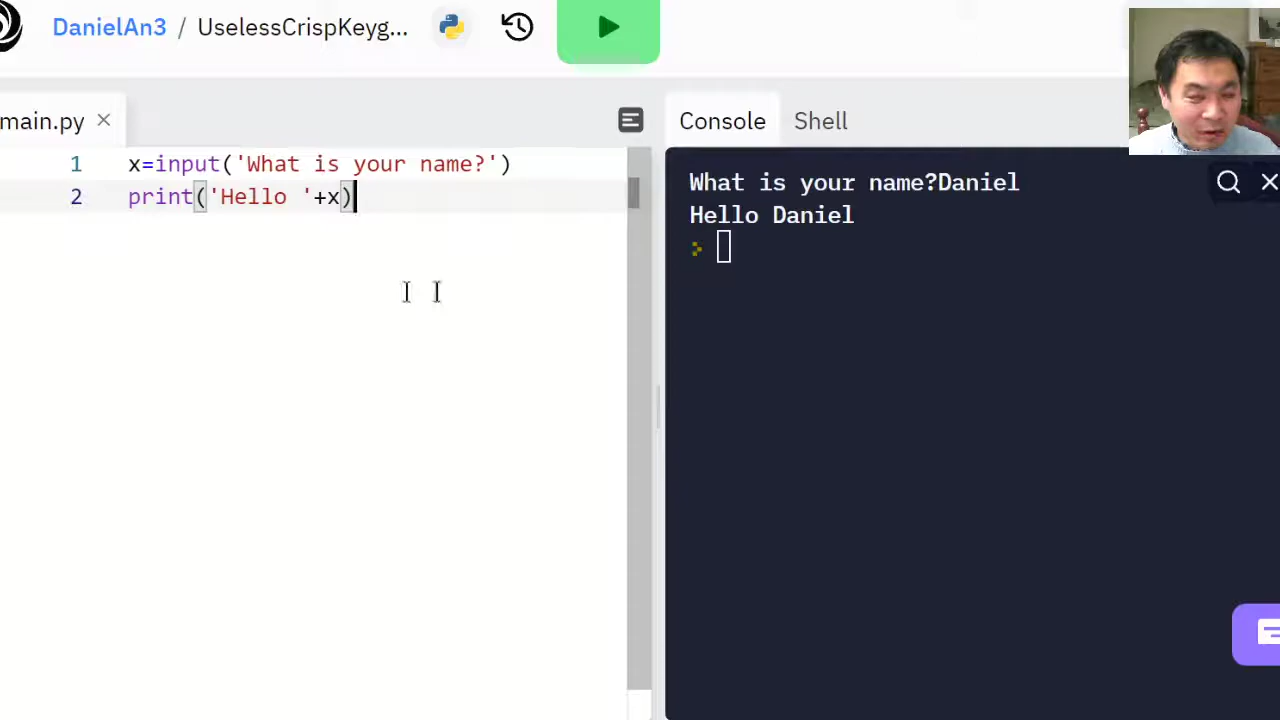 DanielAn3 / UselessCrispKeyg...
main.py
Console Shell
1 x=input('What is your name?')
2 print('Hello '+x)
What is your name?Daniel
Hello Daniel